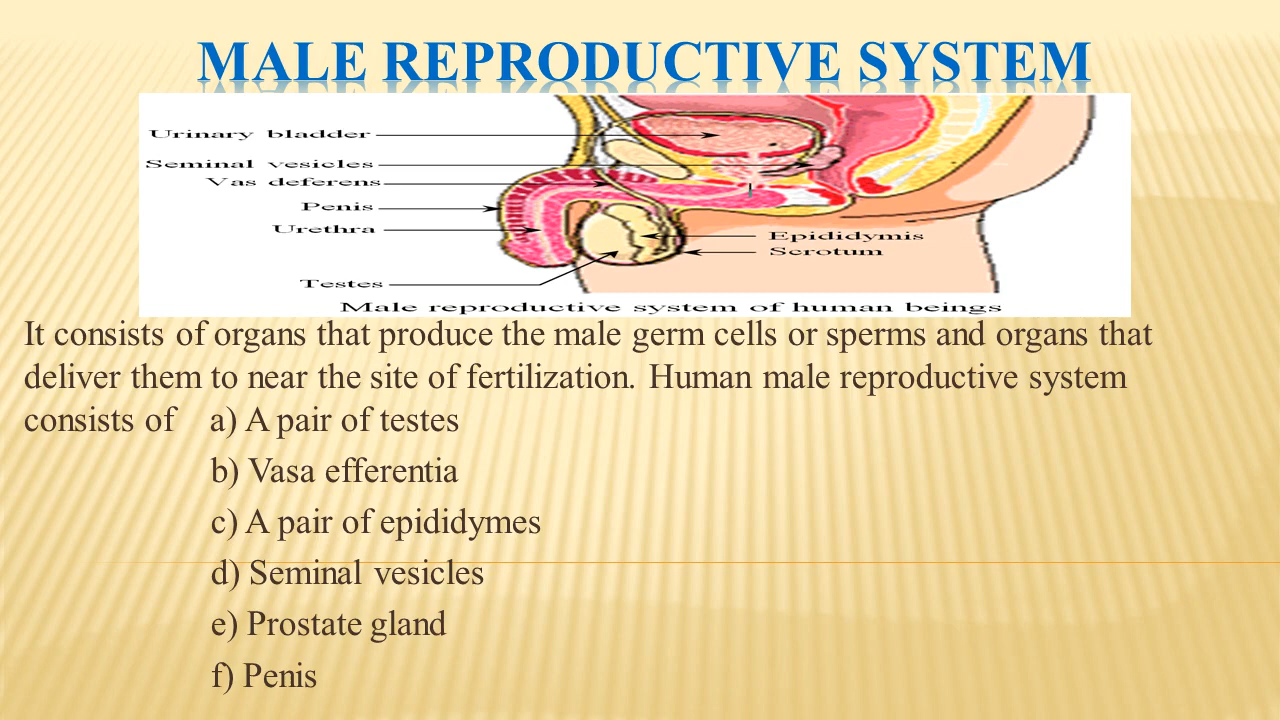 MALE REPRODUCTIVE SYSTEM
Urinary bladder
Seminal vesicles
Vas deferens
Penis
Urethra
Testes
Epididymis
Scrotum
Male reproductive system of human beings
It consists of organs that produce the male germ cells or sperms and organs that
deliver them to near the site of fertilization. Human male reproductive system
consists of a) A pair of testes
b) Vasa efferentia
c) A pair of epididymes
d) Seminal vesicles
e) Prostate gland
f) Penis